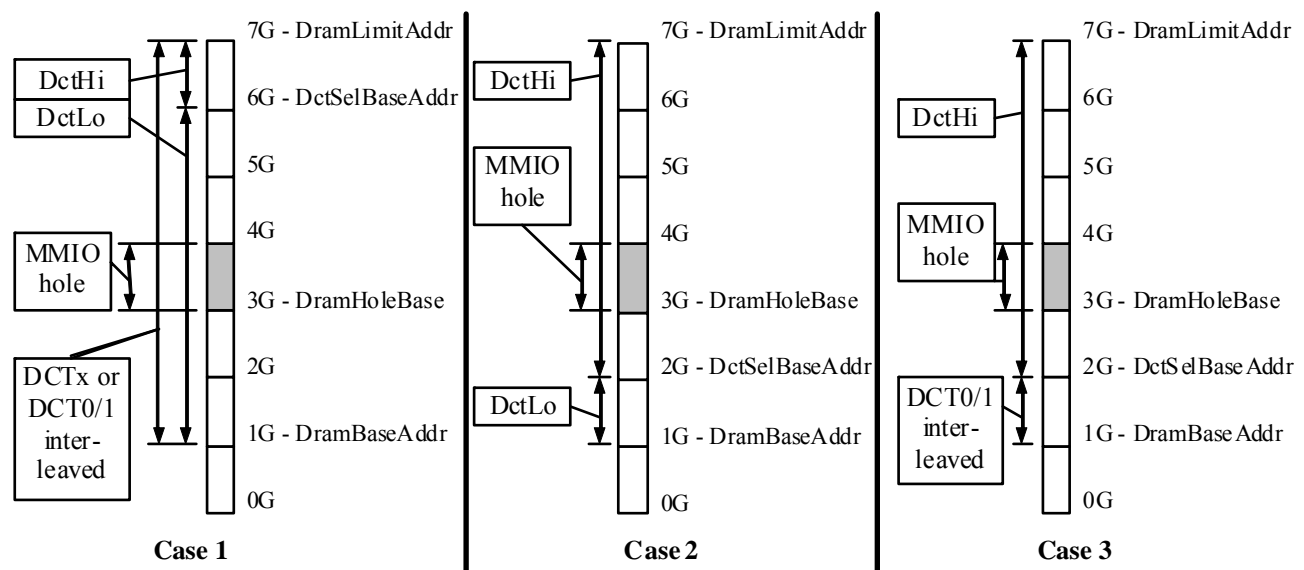 7G - DramLimitAddr
DctHi
6G - DctSelBaseAddr
DctLo
5G
4G
MMIO
hole
3G - DramHoleBase
2G
DCTx or
DCT0/1
inter-
leaved
1G - DramBaseAddr
0G
Case 1
7G - DramLimitAddr
DctHi
6G
MMIO
hole
5G
4G
3G - DramHoleBase
2G - DctSelBaseAddr
DctLo
1G - DramBaseAddr
0G
Case 2
7G - DramLimitAddr
DctHi
6G
5G
MMIO
hole
4G
3G - DramHoleBase
2G - DctSelBaseAddr
DCT0/1
inter-
leaved
1G - DramBaseAddr
0G
Case 3